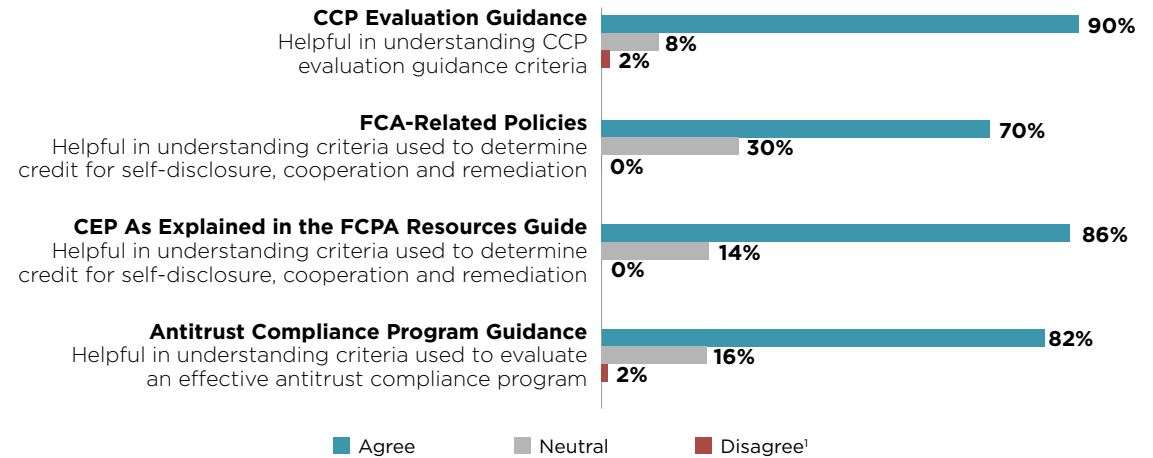 CCP Evaluation Guidance
Helpful in understanding CCP
evaluation guidance criteria
90%
8%
2%
FCA-Related Policies
Helpful in understanding criteria used to determine
credit for self-disclosure, cooperation and remediation
70%
30%
0%
CEP As Explained in the FCPA Resources Guide
Helpful in understanding criteria used to determine
credit for self-disclosure, cooperation and remediation
86%
14%
0%
Antitrust Compliance Program Guidance
Helpful in understanding criteria used to evaluate
an effective antitrust compliance program
82%
16%
2%
Agree Neutral Disagree¹